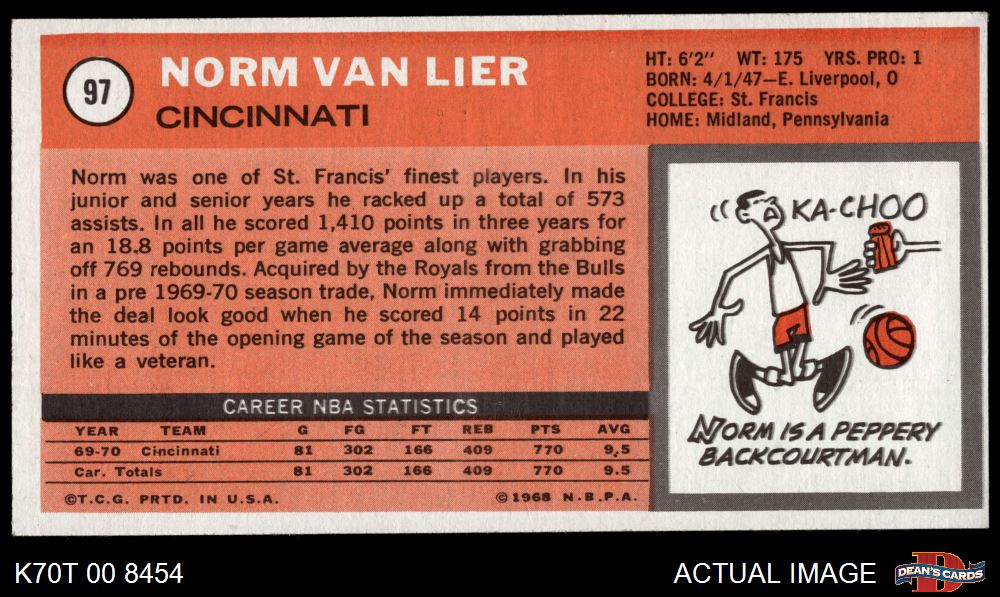 97
NORM VAN LIER
CINCINNATI
HT: 6'2" WT: 175 YRS. PRO: 1
BORN: 4/1/47—E. Liverpool, O
COLLEGE: St. Francis
HOME: Midland, Pennsylvania
Norm was one of St. Francis' finest players. In his
junior and senior years he racked up a total of 573
assists. In all he scored 1,410 points in three years for
an 18.8 points per game average along with grabbing
off 769 rebounds. Acquired by the Royals from the Bulls
in a pre 1969-70 season trade, Norm immediately made
the deal look good when he scored 14 points in 22
minutes of the opening game of the season and played
like a veteran.
KA-CHOO
NORM IS A PEPPERY
BACKCOURTMAN.
CAREER NBA STATISTICS
YEAR TEAM G FG FT REB PTS AVG
69-70 Cincinnati 81 302 166 409 770 9.5
Car. Totals 81 302 166 409 770 9.5
©T.C.G. PRTD. IN U.S.A. ©1968 N.B.P.A.
K70T 00 8454
ACTUAL IMAGE
D
DEAN'S CARDS